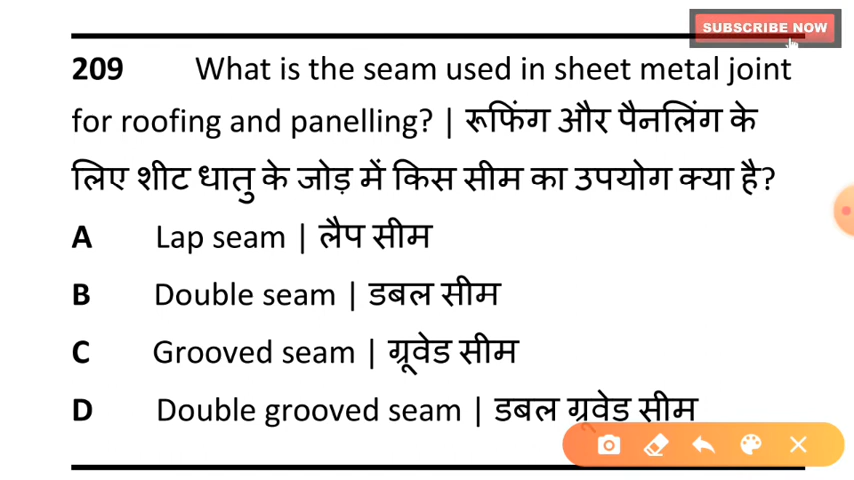 SUBSCRIBE NOW
209 What is the seam used in sheet metal joint
for roofing and panelling? | रूफिंग और पैनलिंग के
लिए शीट धातु के जोड़ में किस सीम का उपयोग क्या है?
A Lap seam | लैप सीम
B Double seam | डबल सीम
C Grooved seam | ग्रूवेड सीम
D Double grooved seam | डबल ग्रूवेड सीम